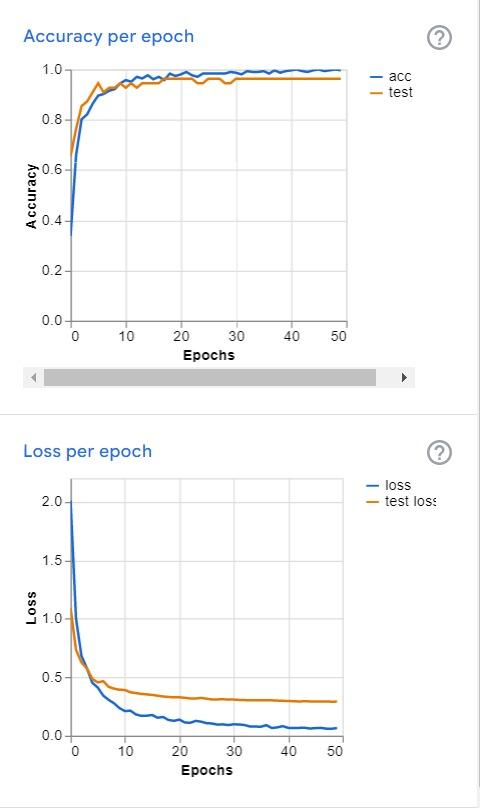 Accuracy per epoch
?
1.0
0.8
0.6
0.4
0.2
0.0
Accuracy
0 10 20 30 40 50
Epochs
acc
test
Loss per epoch
?
2.0
1.5
1.0
0.5
0.0
Loss
0 10 20 30 40 50
Epochs
loss
test loss